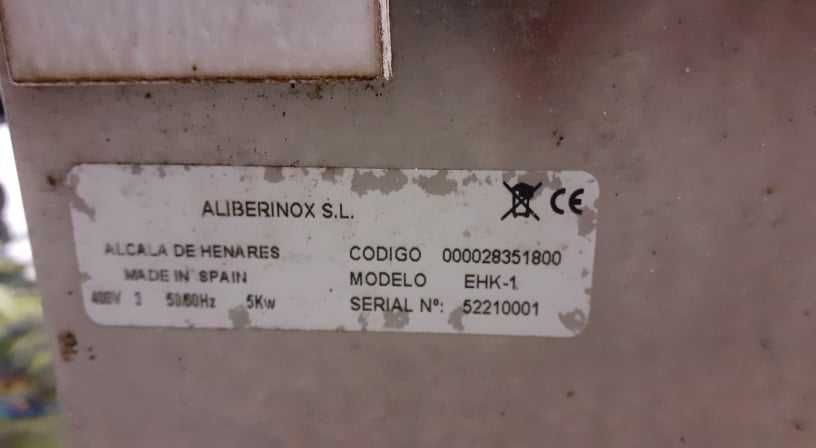 ALIBERINOX S.L.
CE
ALCALA DE HENARES
MADE IN SPAIN
400V 3 50/60Hz 5Kw
CODIGO 000028351800
MODELO EHK-1
SERIAL Nº: 52210001